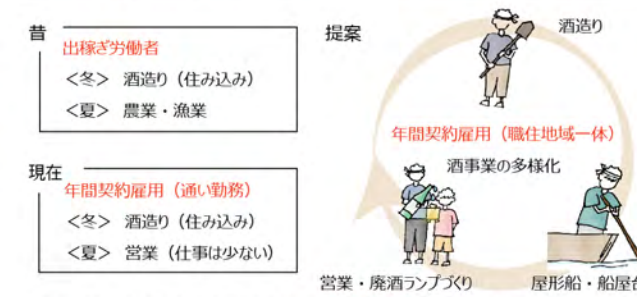 昔
出稼ぎ労働者
<冬> 酒造り（住み込み）
<夏> 農業・漁業
現在
年間契約雇用（通い勤務）
<冬> 酒造り（住み込み）
<夏> 営業（仕事は少ない）
提案
酒造り
年間契約雇用（職住地域一休）
酒事業の多様化
営業・廃酒ランプづくり
屋形船・船屋台